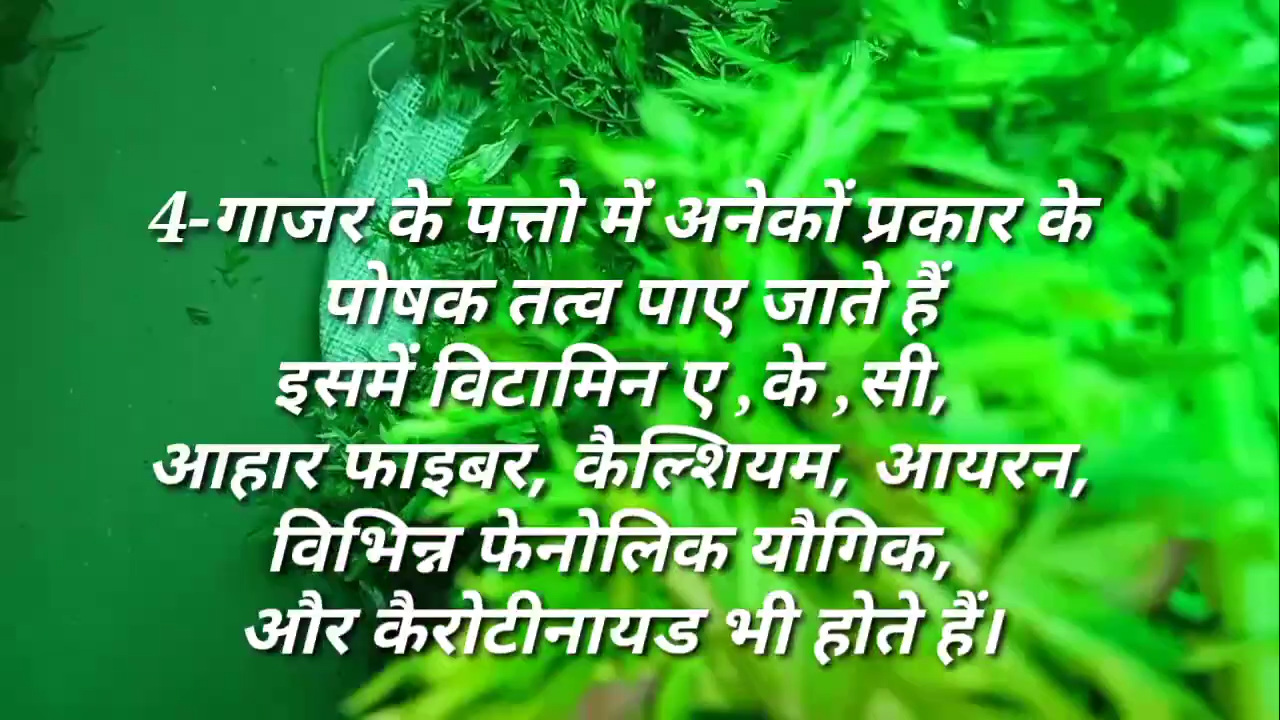 4-गाजर के पत्तो में अनेकों प्रकार के
पोषक तत्व पाए जाते हैं
इसमें विटामिन ए ,के ,सी,
आहार फाइबर, कैल्शियम, आयरन,
विभिन्न फेनोलिक यौगिक,
और कैरोटीनायड भी होते हैं।